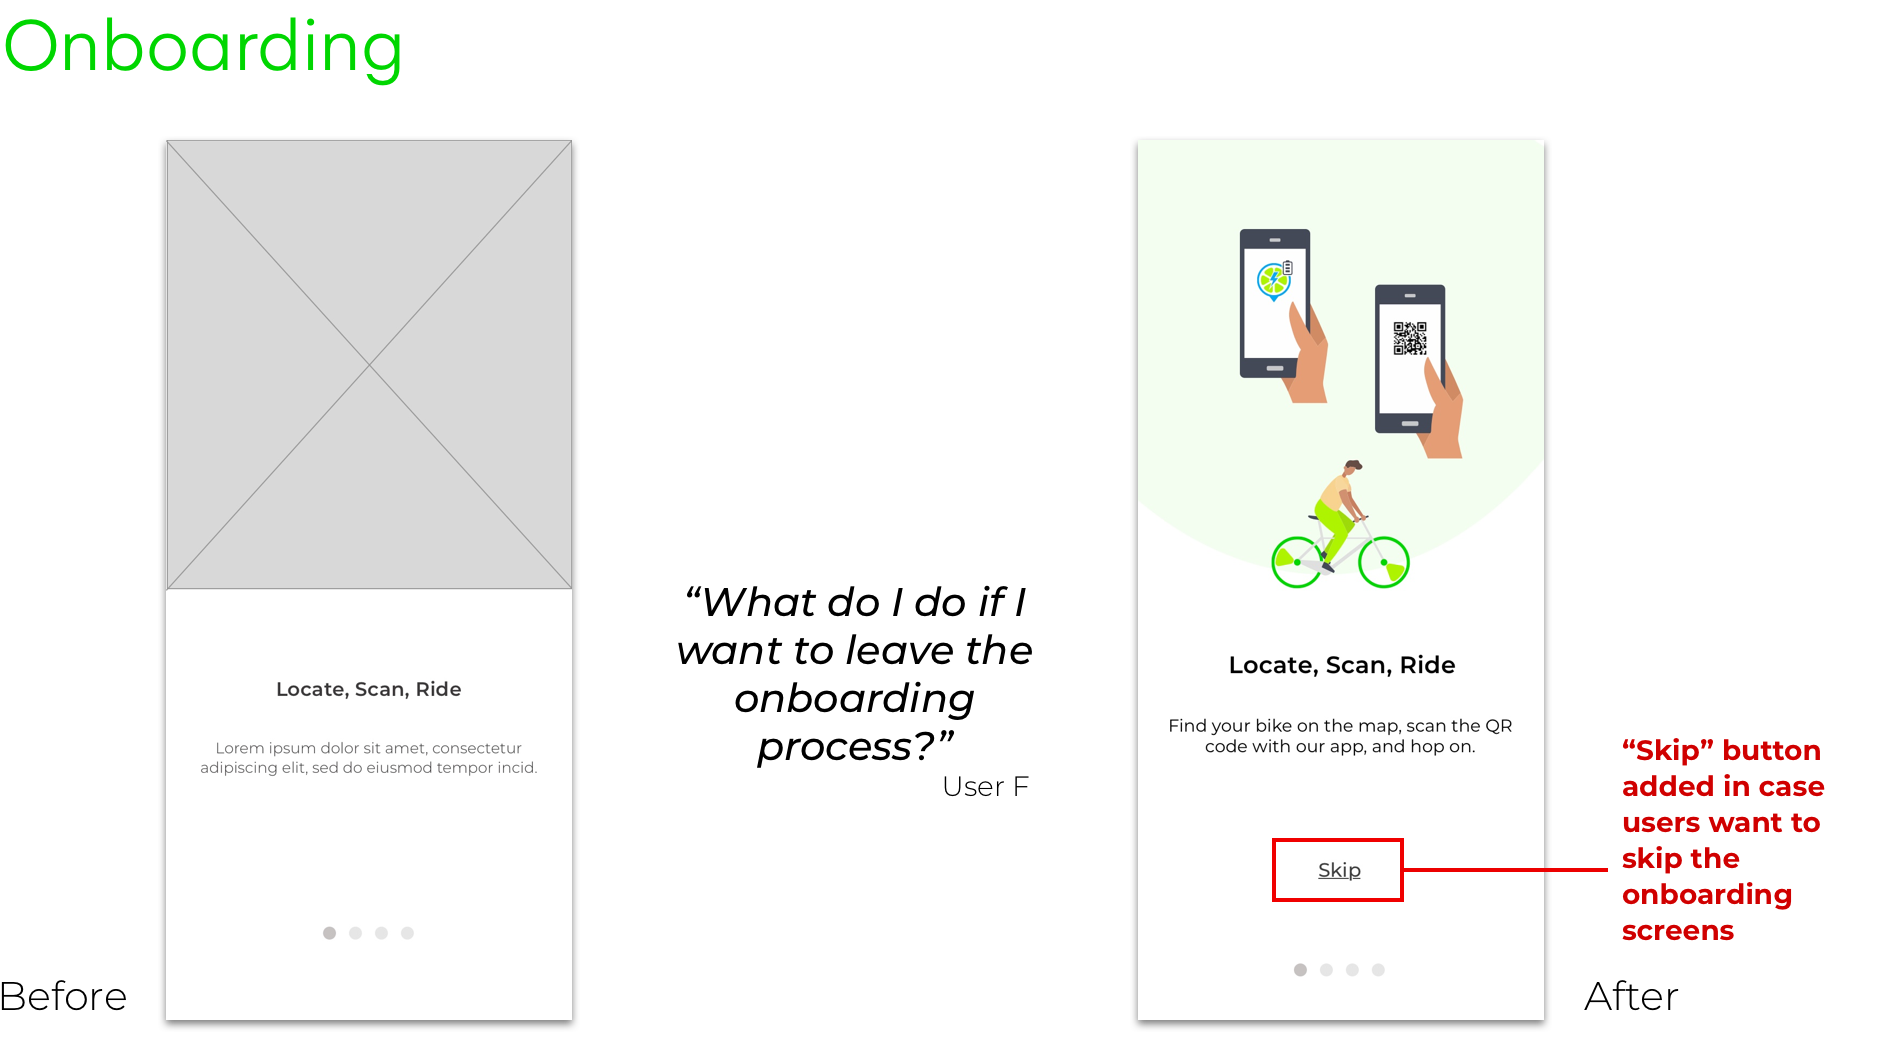 Onboarding
Locate, Scan, Ride
Lorem ipsum dolor sit amet, consectetur
adipiscing elit, sed do eiusmod tempor incid.
Before
“What do I do if I
want to leave the
onboarding
process?”
User F
Locate, Scan, Ride
Find your bike on the map, scan the QR
code with our app, and hop on.
Skip
“Skip” button
added in case
users want to
skip the
onboarding
screens
After